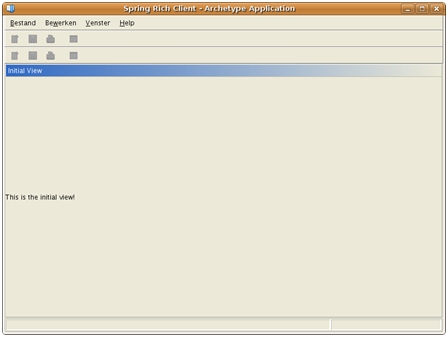 Spring Rich Client - Archetype Application
Bestand Bewerken Venster Help
Initial View
This is the initial view!